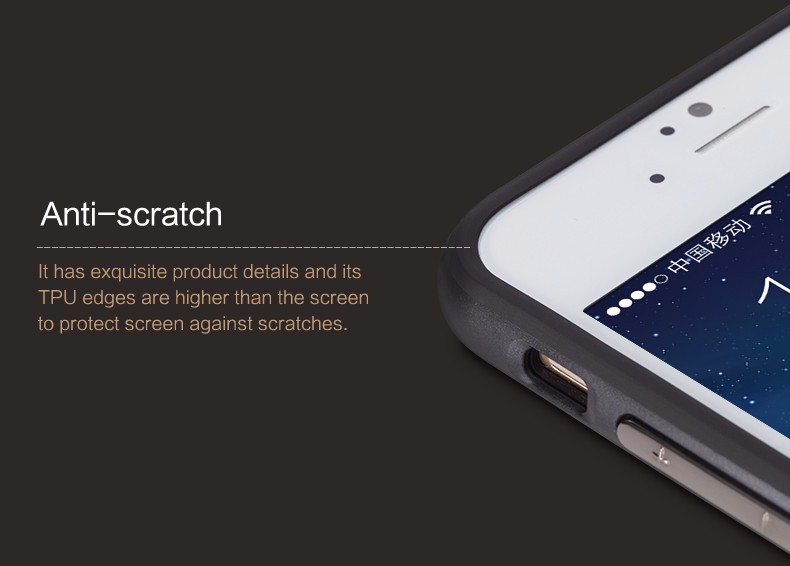 Anti-scratch
It has exquisite product details and its
TPU edges are higher than the screen
to protect screen against scratches.
中国移动